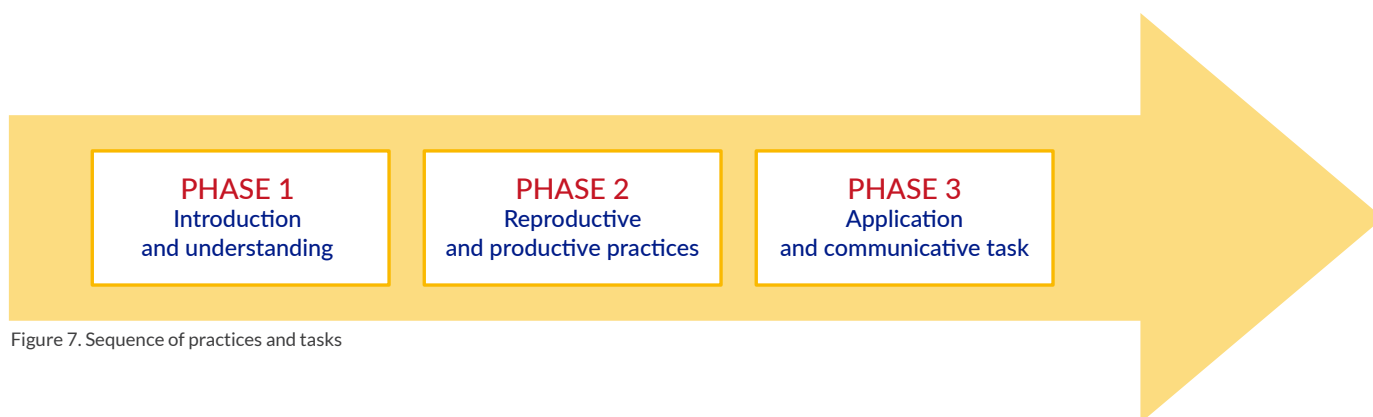 PHASE 1
Introduction
and understanding
PHASE 2
Reproductive
and productive practices
PHASE 3
Application
and communicative task
Figure 7. Sequence of practices and tasks